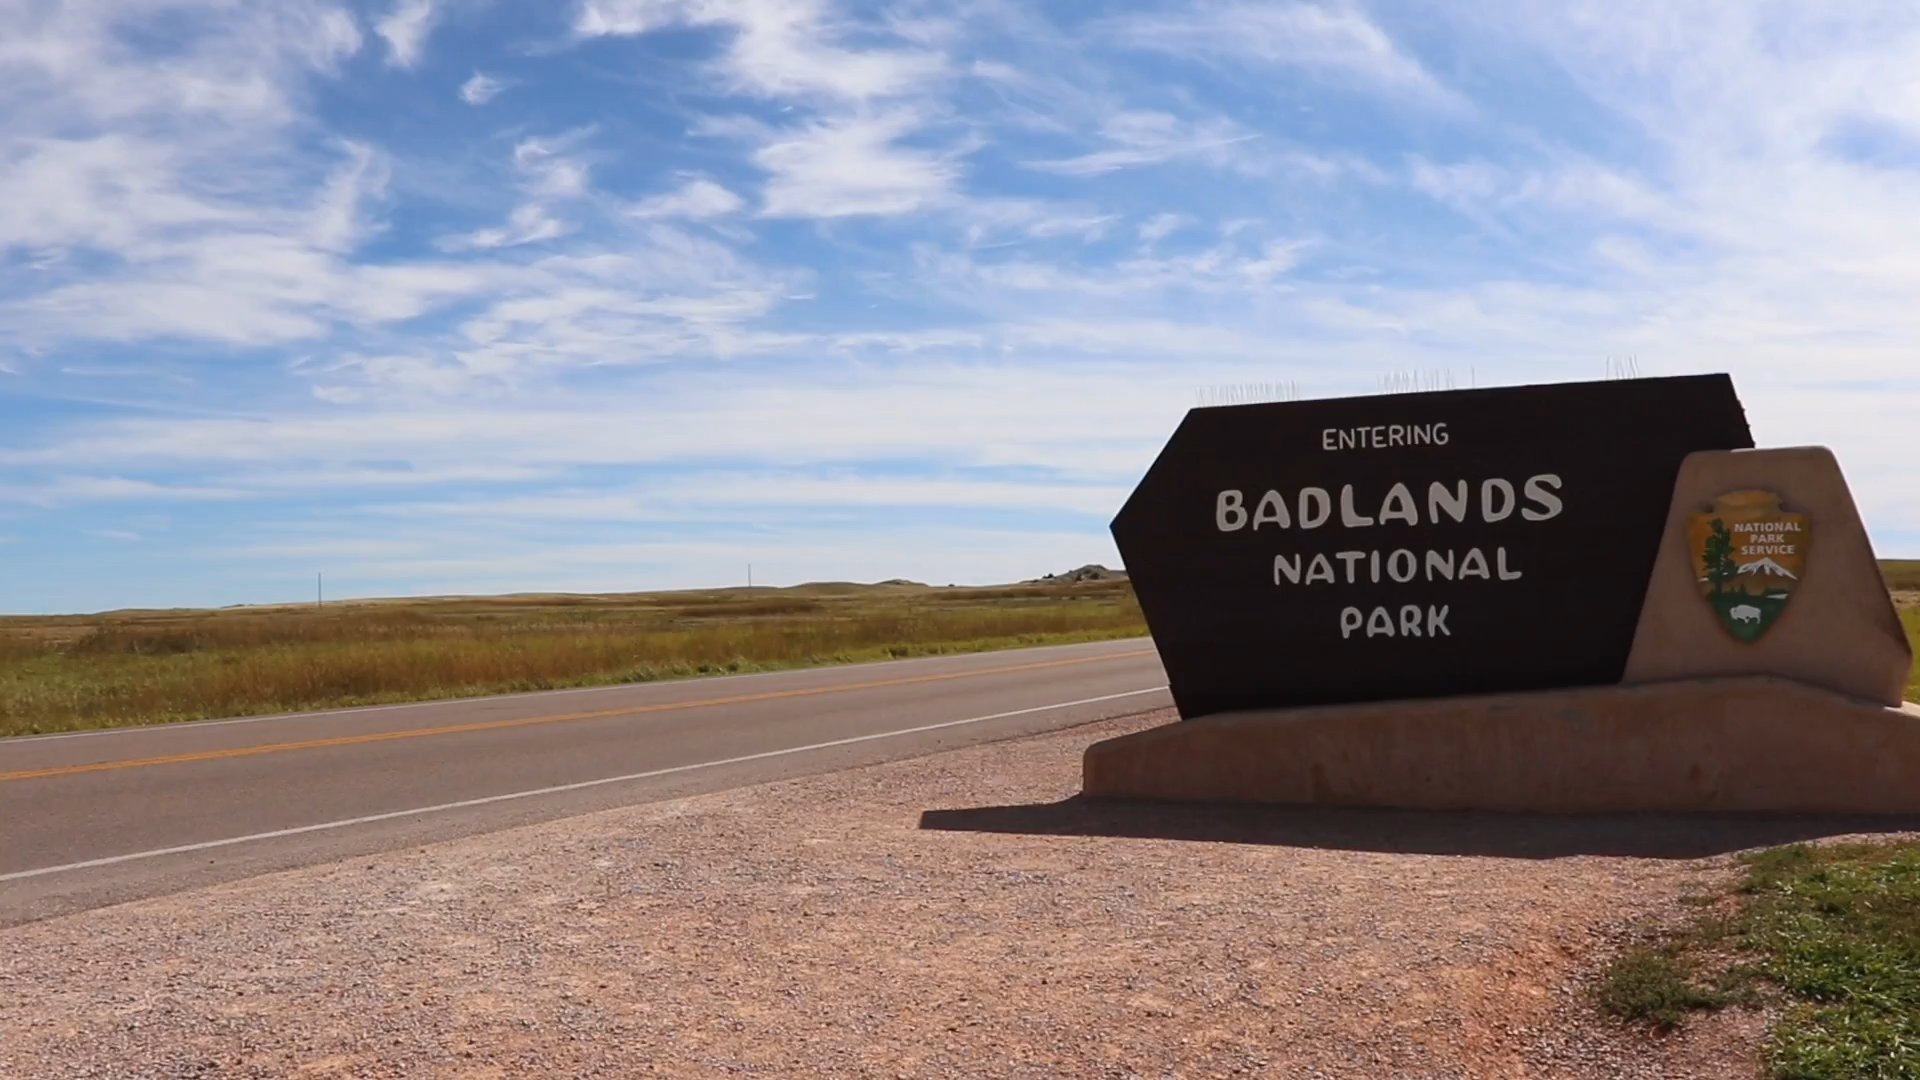 ENTERING
BADLANDS
NATIONAL
PARK
NATIONAL
PARK
SERVICE